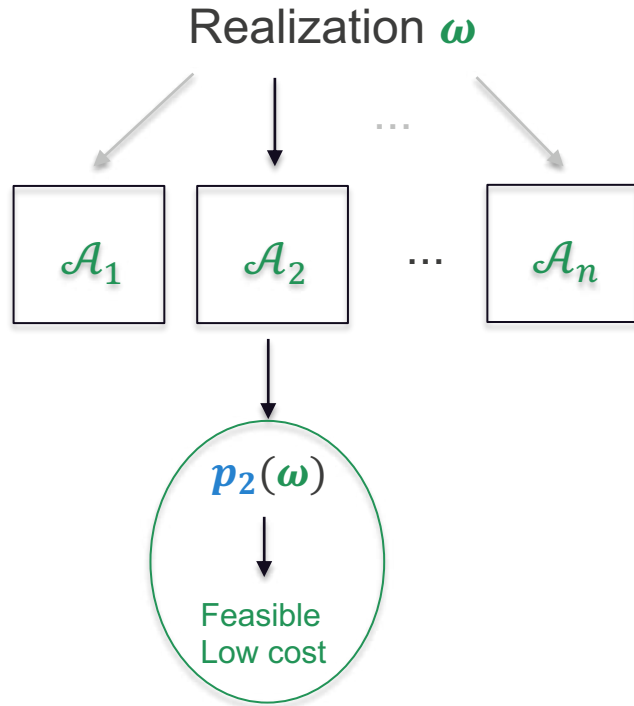 Realization ω
...
𝒜₁ 𝒜₂ ... 𝒜ₙ
p₂(ω)
Feasible
Low cost